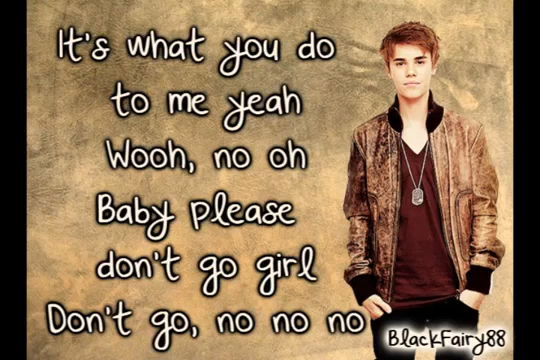 It's what you do
to me yeah
Wooh, no oh
Baby please
don't go girl
Don't go, no no no
BlackFairy88